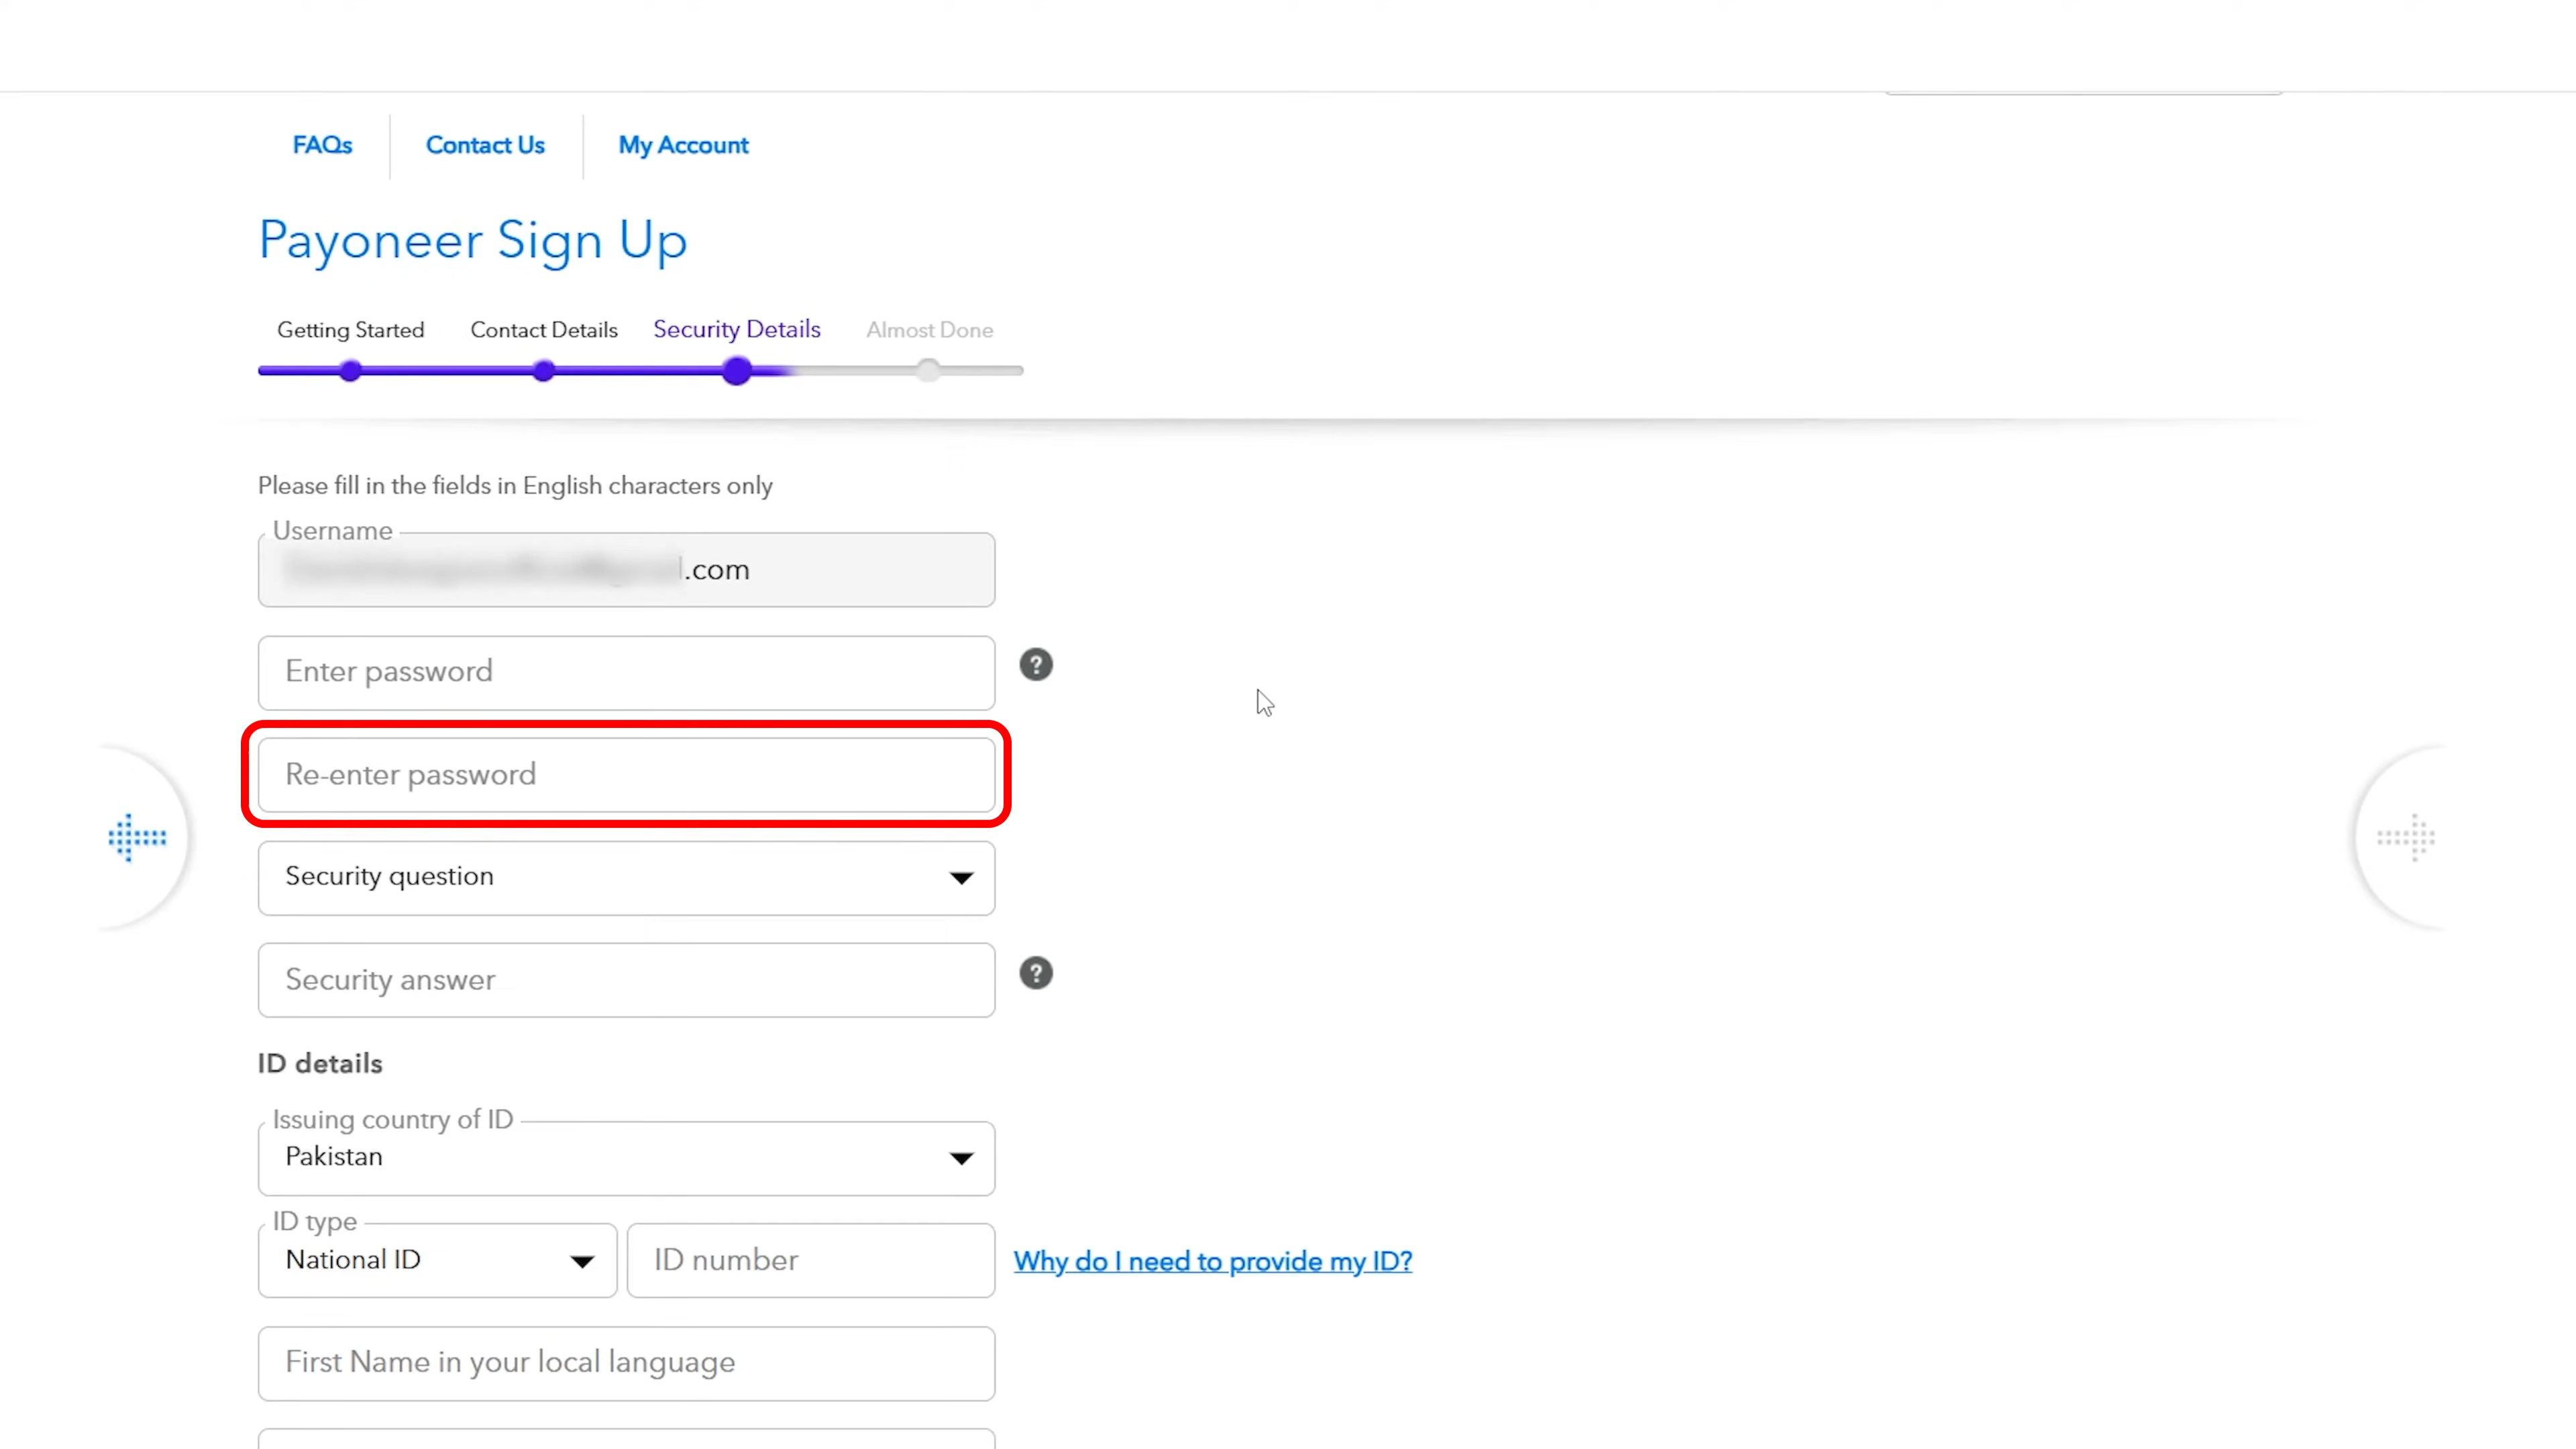 FAQs
Contact Us
My Account
Payoneer Sign Up
Getting Started
Contact Details
Security Details
Almost Done
Please fill in the fields in English characters only
Username
.com
Enter password
?
Re-enter password
Security question
Security answer
?
ID details
Issuing country of ID
Pakistan
ID type
National ID
ID number
Why do I need to provide my ID?
First Name in your local language